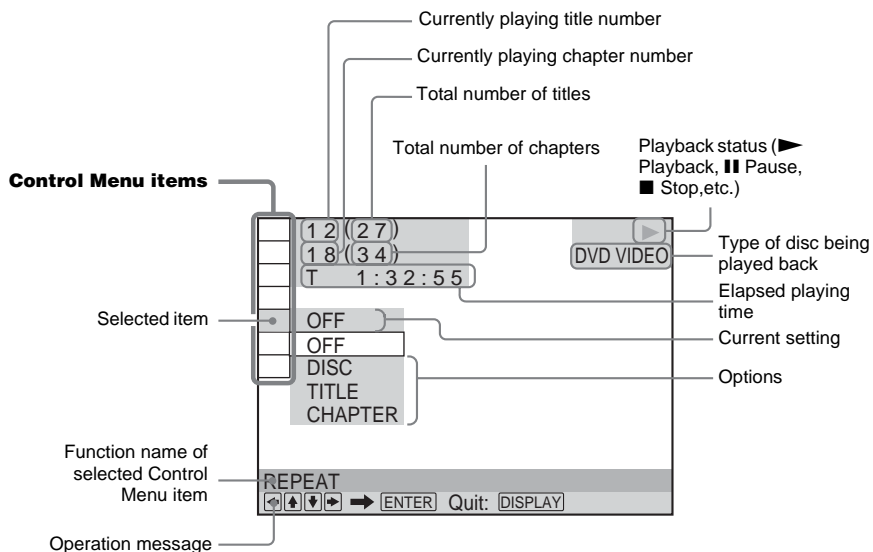 Currently playing title number
Currently playing chapter number
Total number of titles
Total number of chapters
Playback status (►
Playback, ▮▮ Pause,
■ Stop,etc.)
Control Menu items
12(27)
18(34)
T 1:32:55
▶
DVD VIDEO
Type of disc being
played back
Elapsed playing
time
Selected item
OFF
Current setting
OFF
DISC
TITLE
CHAPTER
Options
Function name of
selected Control
Menu item
REPEAT
←↑↓→ ➡ ENTER Quit: DISPLAY
Operation message